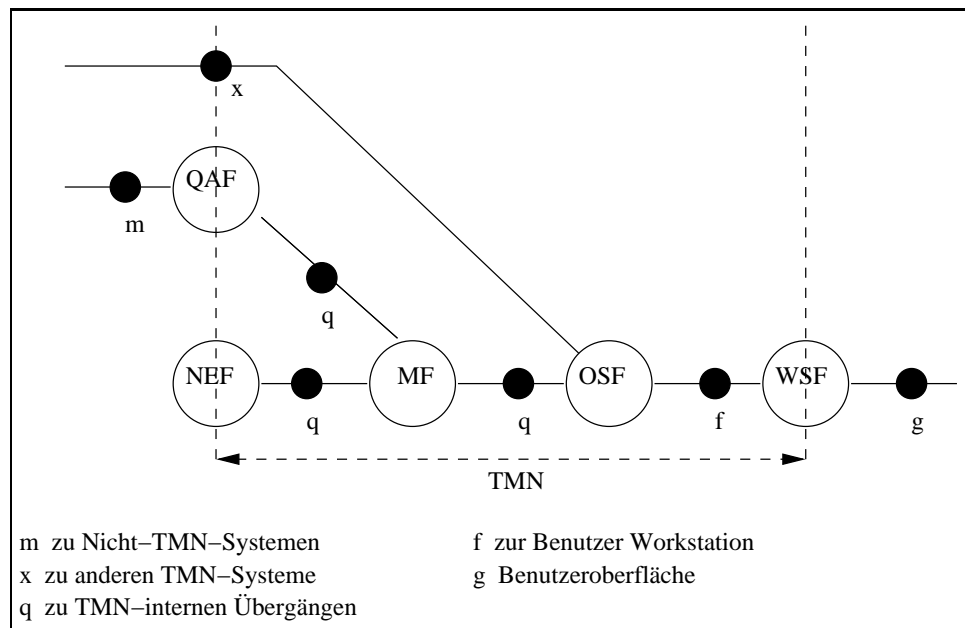 x
QAF
m
q
NEF
MF
OSF
WSF
q
q
f
g
TMN
m zu Nicht–TMN–Systemen
f zur Benutzer Workstation
x zu anderen TMN–Systeme
g Benutzeroberfläche
q zu TMN–internen Übergängen